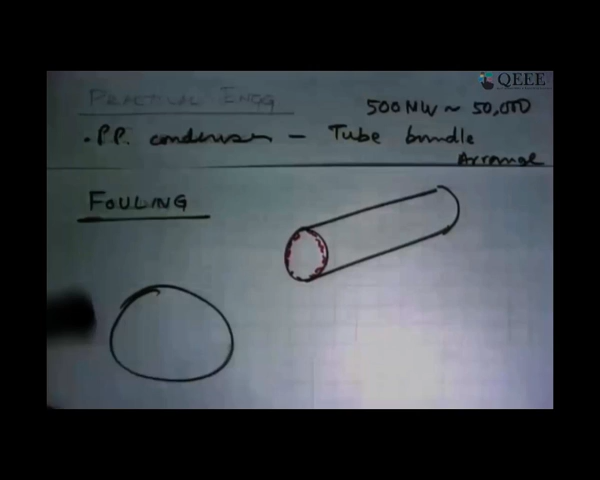 QEEE
PRACTICAL ENGG
500 MW ~ 50,000
• P.P. condenser – Tube bundle
Arrange
FOULING